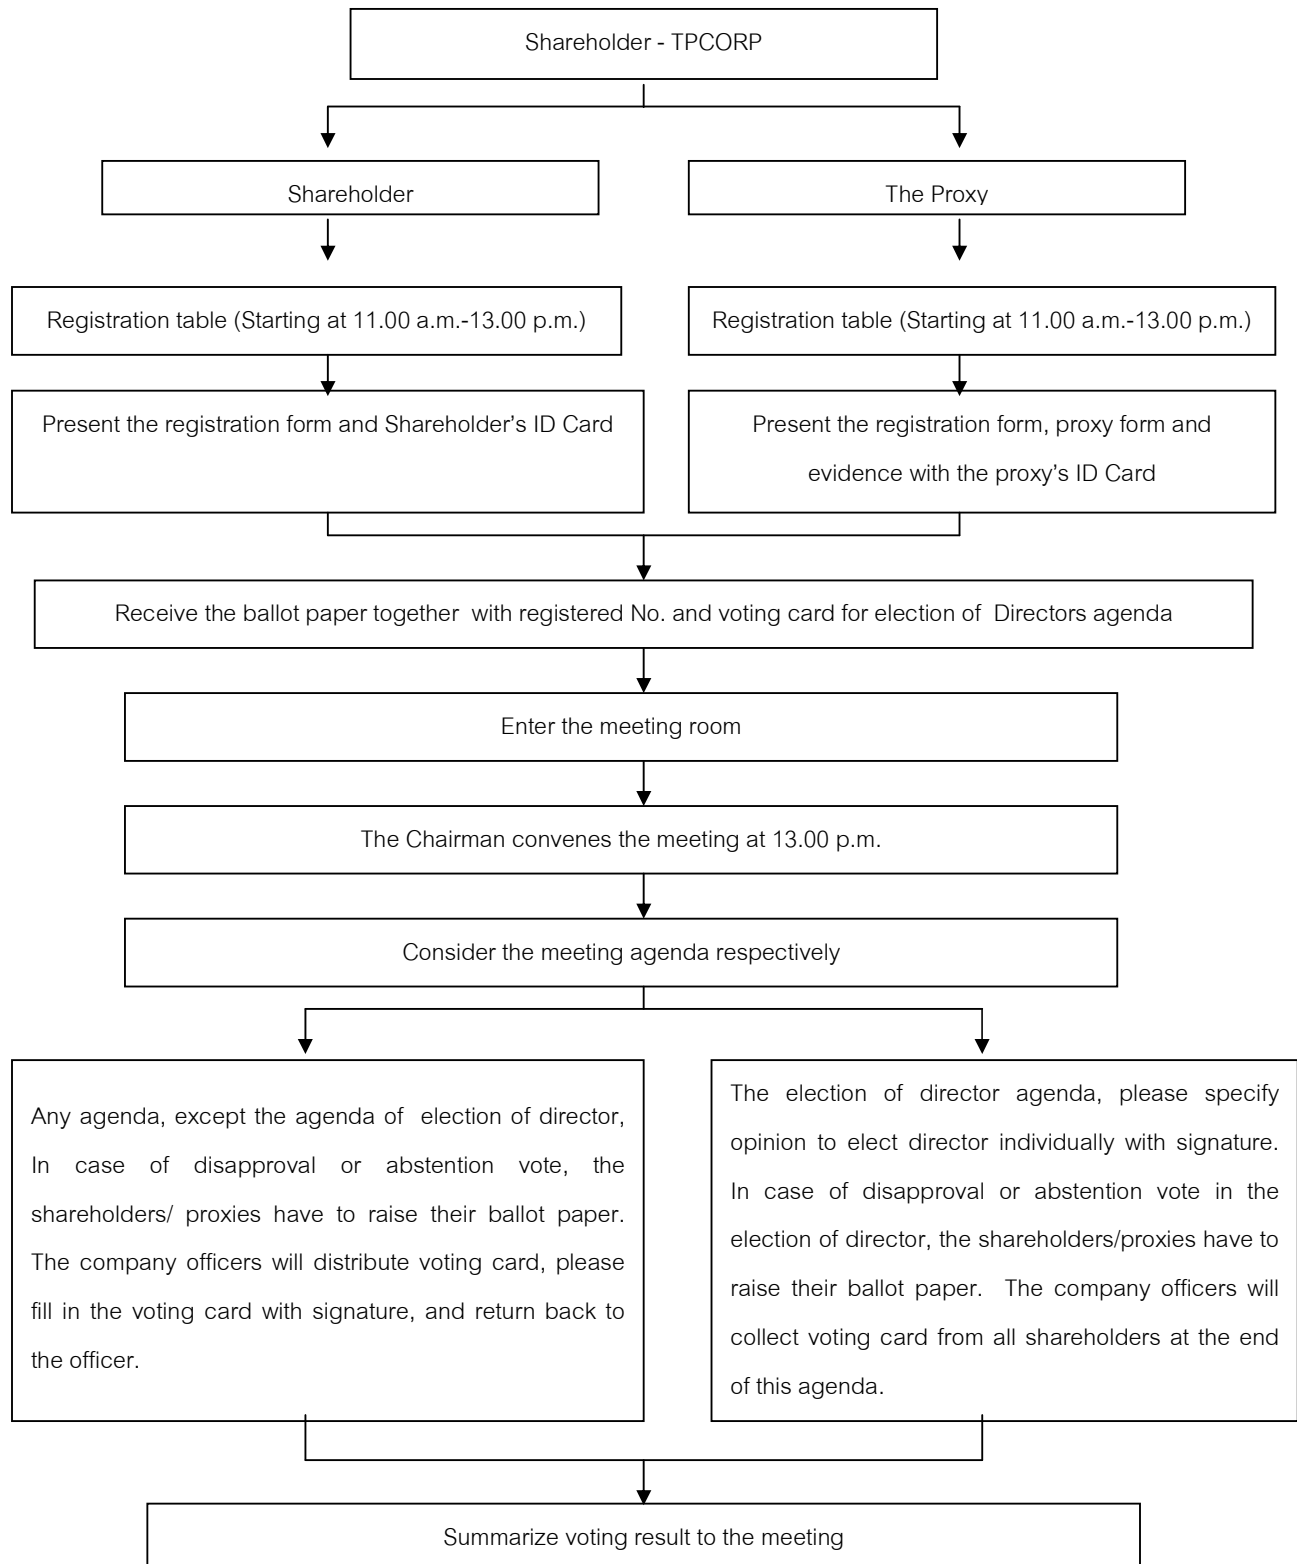 Shareholder - TPCORP
Shareholder
The Proxy
Registration table (Starting at 11.00 a.m.-13.00 p.m.)
Registration table (Starting at 11.00 a.m.-13.00 p.m.)
Present the registration form and Shareholder's ID Card
Present the registration form, proxy form and
evidence with the proxy's ID Card
Receive the ballot paper together with registered No. and voting card for election of Directors agenda
Enter the meeting room
The Chairman convenes the meeting at 13.00 p.m.
Consider the meeting agenda respectively
Any agenda, except the agenda of election of director,
In case of disapproval or abstention vote, the
shareholders/ proxies have to raise their ballot paper.
The company officers will distribute voting card, please
fill in the voting card with signature, and return back to
the officer.
The election of director agenda, please specify
opinion to elect director individually with signature.
In case of disapproval or abstention vote in the
election of director, the shareholders/proxies have to
raise their ballot paper. The company officers will
collect voting card from all shareholders at the end
of this agenda.
Summarize voting result to the meeting